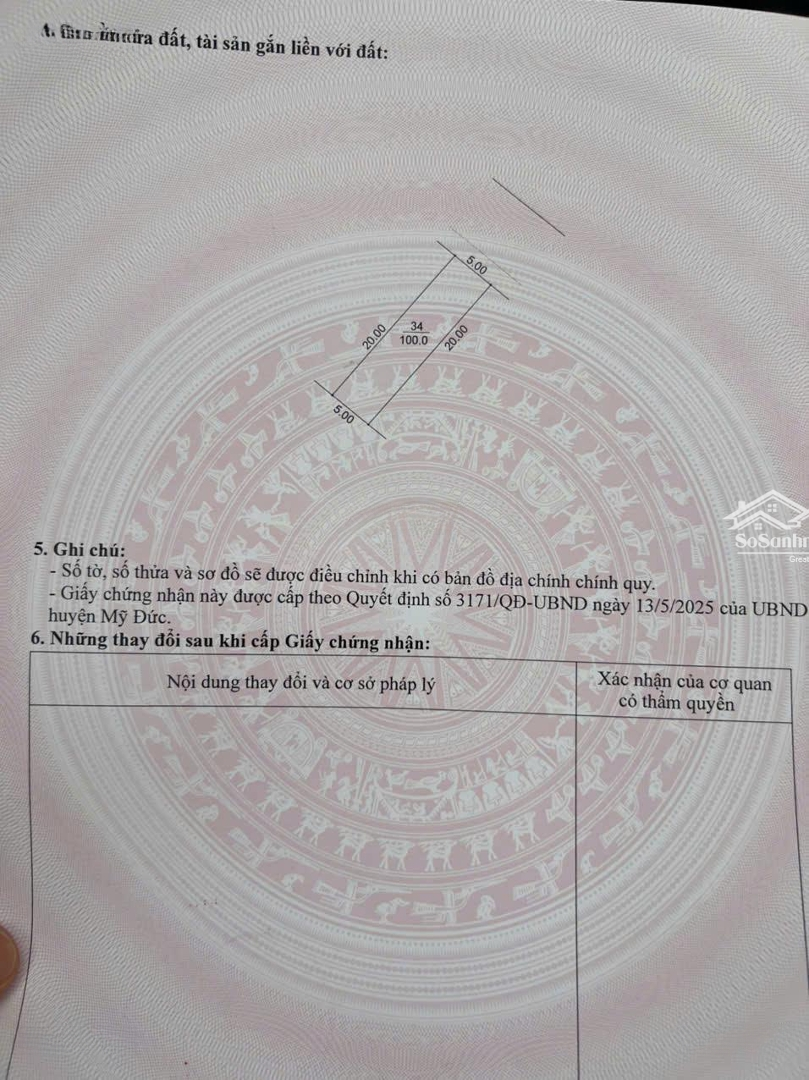 đất, tài sản gắn liền với đất:
5.00
20.00
34
100.0
20.00
5.00
SoSanhn
Great
5. Ghi chú:
- Số tờ, số thửa và sơ đồ sẽ được điều chỉnh khi có bản đồ địa chính chính quy.
- Giấy chứng nhận này được cấp theo Quyết định số 3171/QĐ-UBND ngày 13/5/2025 của UBND
huyện Mỹ Đức.
6. Những thay đổi sau khi cấp Giấy chứng nhận:
Nội dung thay đổi và cơ sở pháp lý
Xác nhận của cơ quan
có thẩm quyền